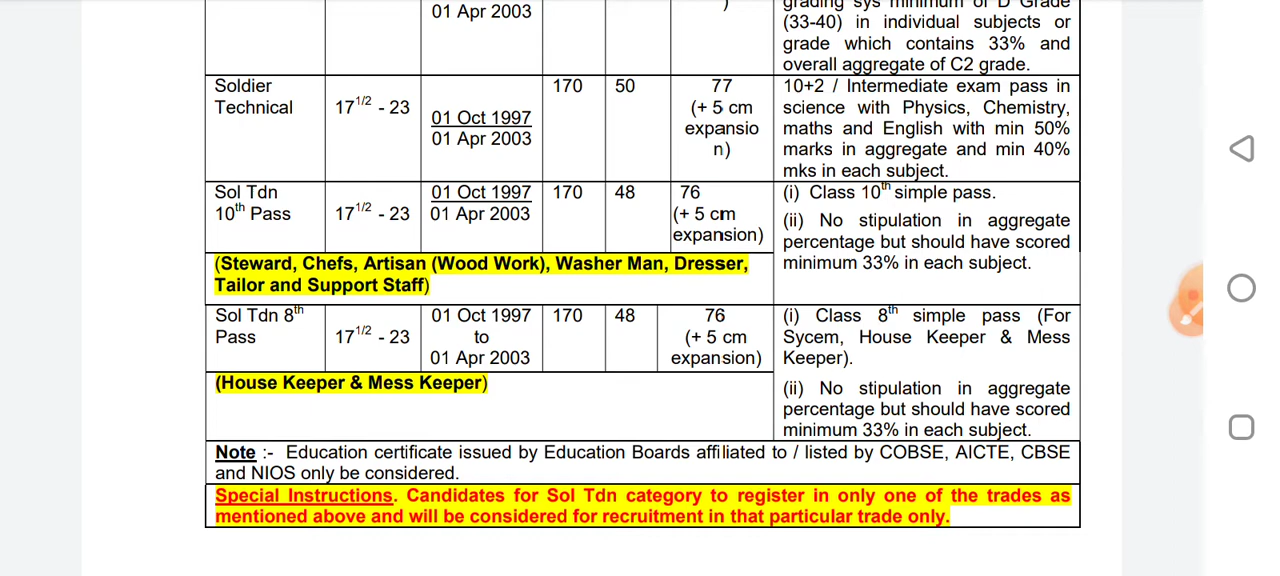 grading sys minimum of D Grade
01 Apr 2003
)
(33-40) in individual subjects or
grade which contains 33% and
overall aggregate of C2 grade.
Soldier
Technical
17 1/2 - 23
01 Oct 1997
01 Apr 2003
170
50
77
(+ 5 cm
expansio
n)
10+2 / Intermediate exam pass in
science with Physics, Chemistry,
maths and English with min 50%
marks in aggregate and min 40%
mks in each subject.
Sol Tdn
10th Pass
17 1/2 - 23
01 Oct 1997
01 Apr 2003
170
48
76
(+ 5 cm
expansion)
(i) Class 10th simple pass.
(ii) No stipulation in aggregate
percentage but should have scored
minimum 33% in each subject.
(Steward, Chefs, Artisan (Wood Work), Washer Man, Dresser,
Tailor and Support Staff)
Sol Tdn 8th
Pass
17 1/2 - 23
01 Oct 1997
to
01 Apr 2003
170
48
76
(+ 5 cm
expansion)
(i) Class 8th simple pass (For
Sycem, House Keeper & Mess
Keeper).
(ii) No stipulation in aggregate
percentage but should have scored
minimum 33% in each subject.
(House Keeper & Mess Keeper)
Note :- Education certificate issued by Education Boards affiliated to / listed by COBSE, AICTE, CBSE
and NIOS only be considered.
Special Instructions. Candidates for Sol Tdn category to register in only one of the trades as
mentioned above and will be considered for recruitment in that particular trade only.